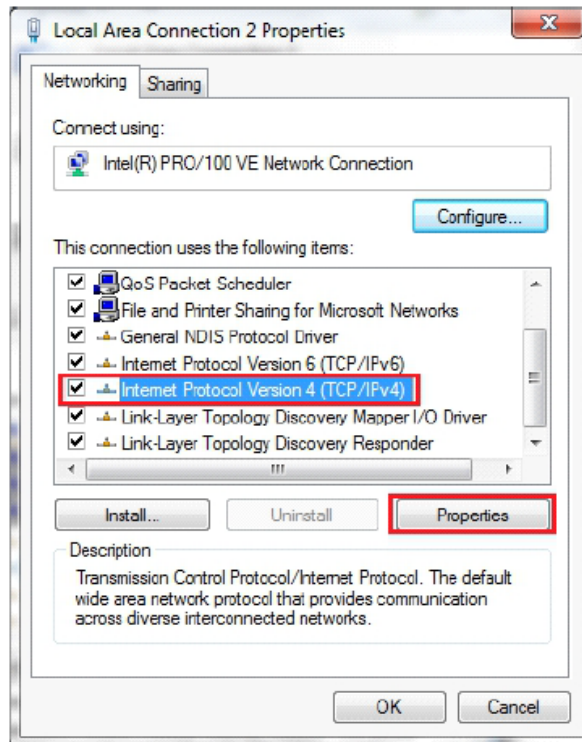 Local Area Connection 2 Properties
Networking
Sharing
Connect using:
Intel(R) PRO/100 VE Network Connection
Configure...
This connection uses the following items:
QoS Packet Scheduler
File and Printer Sharing for Microsoft Networks
General NDIS Protocol Driver
Internet Protocol Version 6 (TCP/IPv6)
Internet Protocol Version 4 (TCP/IPv4)
Link-Layer Topology Discovery Mapper I/O Driver
Link-Layer Topology Discovery Responder
Install...
Uninstall
Properties
Description
Transmission Control Protocol/Internet Protocol. The default
wide area network protocol that provides communication
across diverse interconnected networks.
OK
Cancel